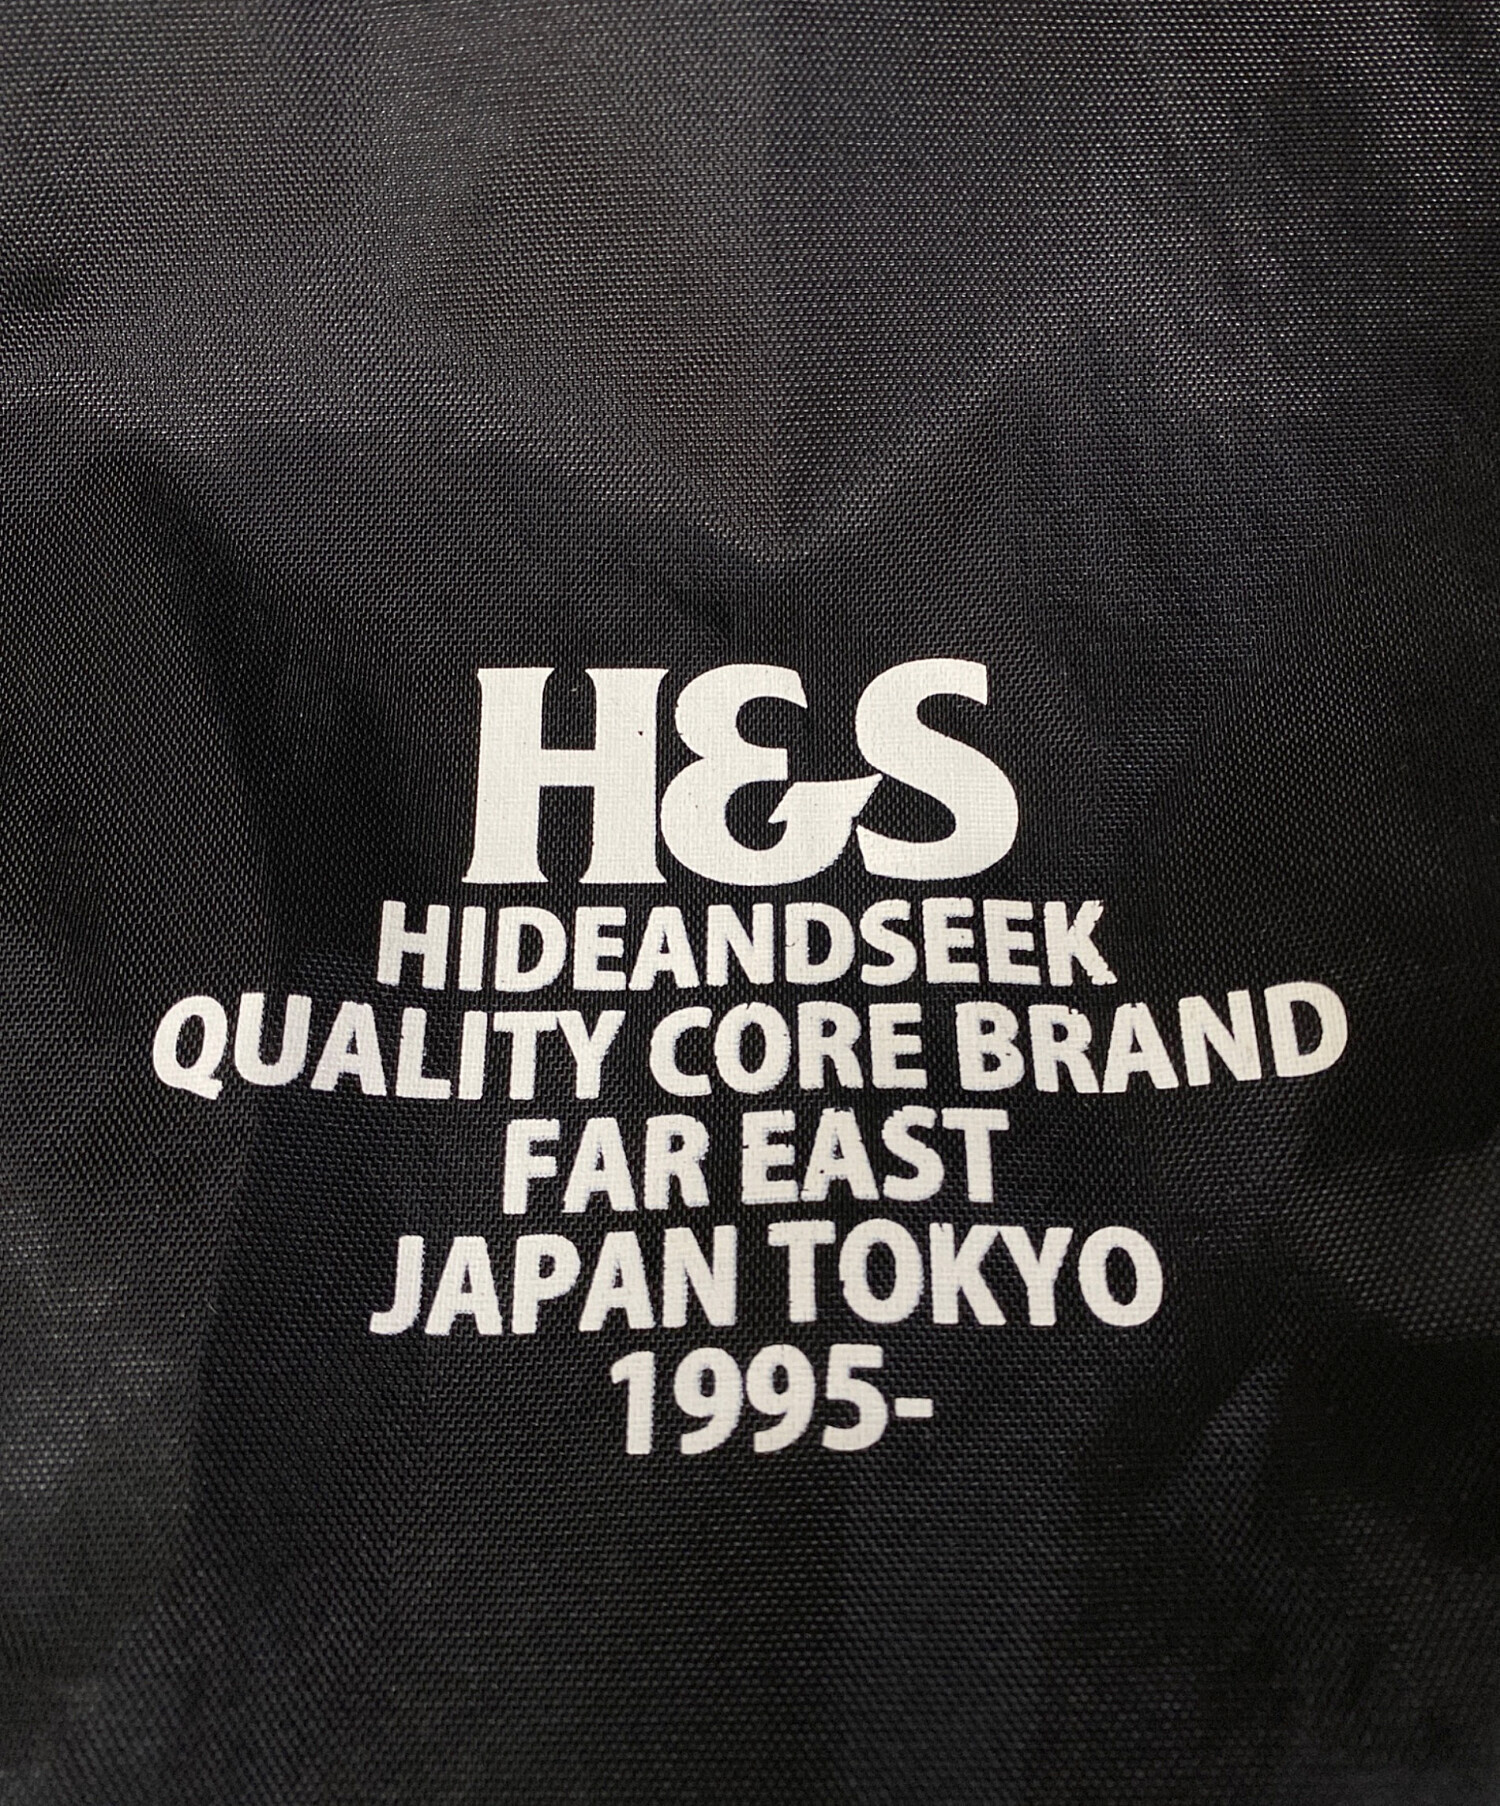 H&S
HIDEANDSEEK
QUALITY CORE BRAND
FAR EAST
JAPAN TOKYO
1995-